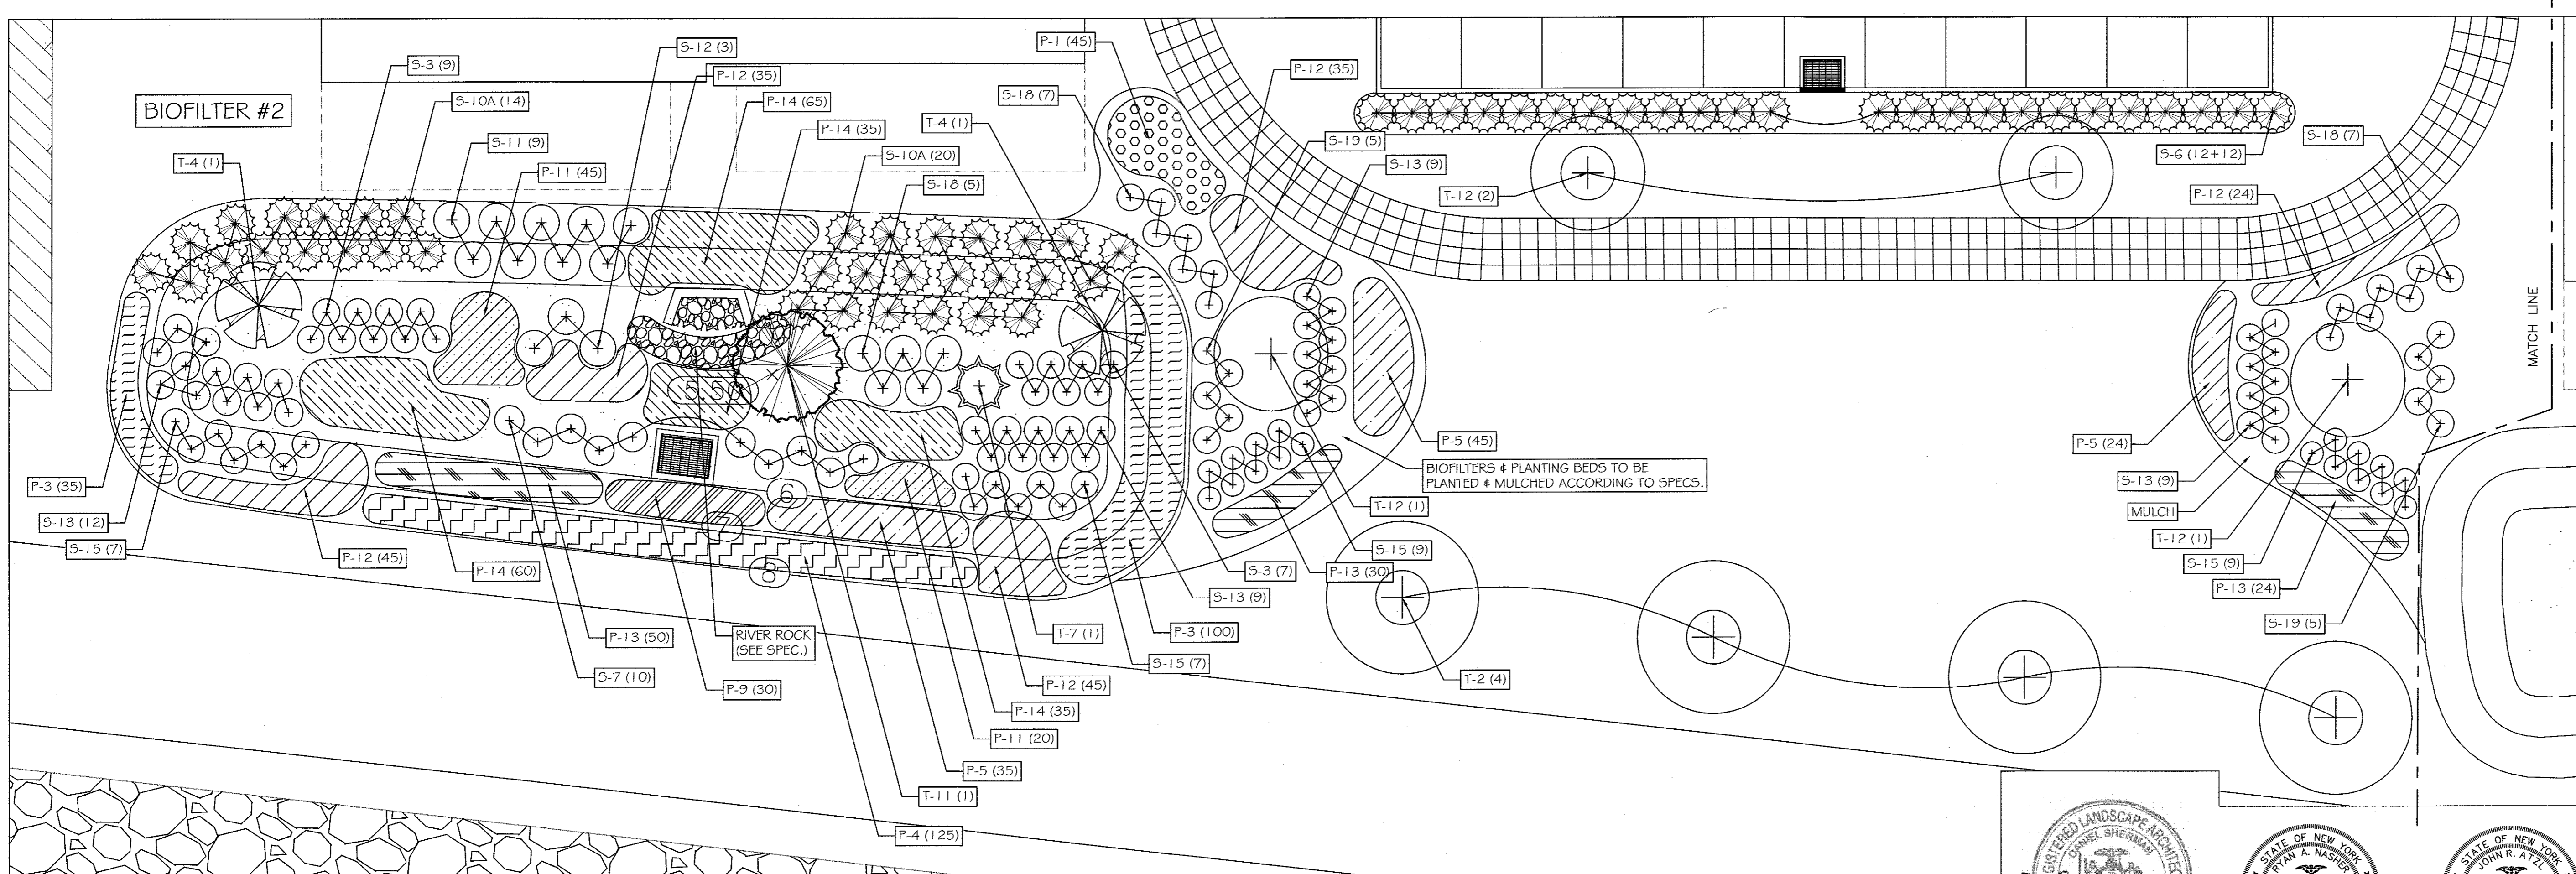 BIOFILTER #2
S-3 (9)
S-12 (3)
P-12 (35)
P-14 (65)
S-10A (14)
P-14 (35)
S-11 (9)
S-10A (20)
T-4 (1)
P-11 (45)
S-18 (5)
P-1 (45)
S-18 (7)
T-4 (1)
P-12 (35)
S-19 (5)
S-13 (9)
T-12 (2)
S-6 (12+12)
S-18 (7)
P-12 (24)
MATCH LINE
5.50
6
7
8
P-3 (35)
S-13 (12)
S-15 (7)
P-12 (45)
P-14 (60)
P-13 (50)
S-7 (10)
RIVER ROCK
(SEE SPEC.)
P-9 (30)
P-4 (125)
T-11 (1)
P-5 (35)
P-11 (20)
P-14 (35)
P-12 (45)
T-7 (1)
S-15 (7)
P-3 (100)
S-13 (9)
S-3 (7)
P-13 (30)
S-15 (9)
T-12 (1)
BIOFILTERS & PLANTING BEDS TO BE
PLANTED & MULCHED ACCORDING TO SPECS.
P-5 (45)
T-2 (4)
P-5 (24)
S-13 (9)
MULCH
T-12 (1)
S-15 (9)
P-13 (24)
S-19 (5)
REGISTERED LANDSCAPE ARCHITECT
DANIEL SHERMAN
STATE OF NEW YORK
RYAN A. NASHER
STATE OF NEW YORK
JOHN R. ATZL